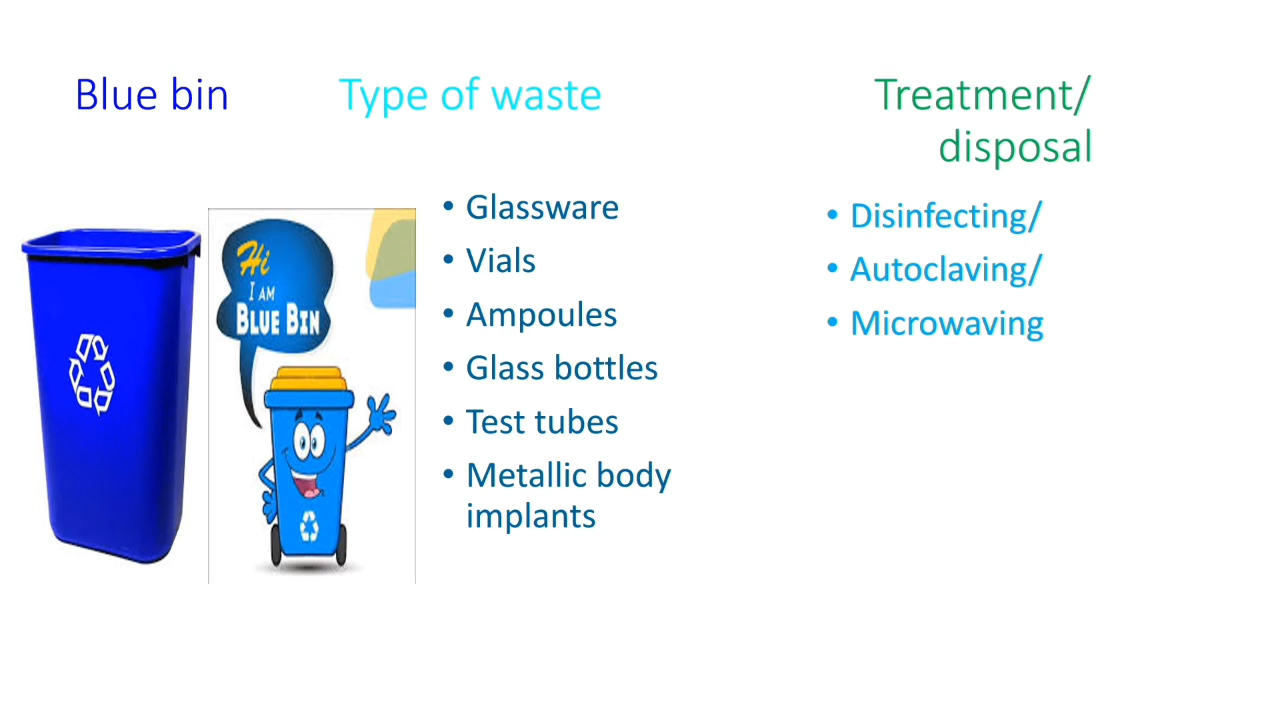 Blue bin
Type of waste
Treatment/
disposal
Hi
I AM
BLUE BIN
• Glassware
• Vials
• Ampoules
• Glass bottles
• Test tubes
• Metallic body
implants
• Disinfecting/
• Autoclaving/
• Microwaving